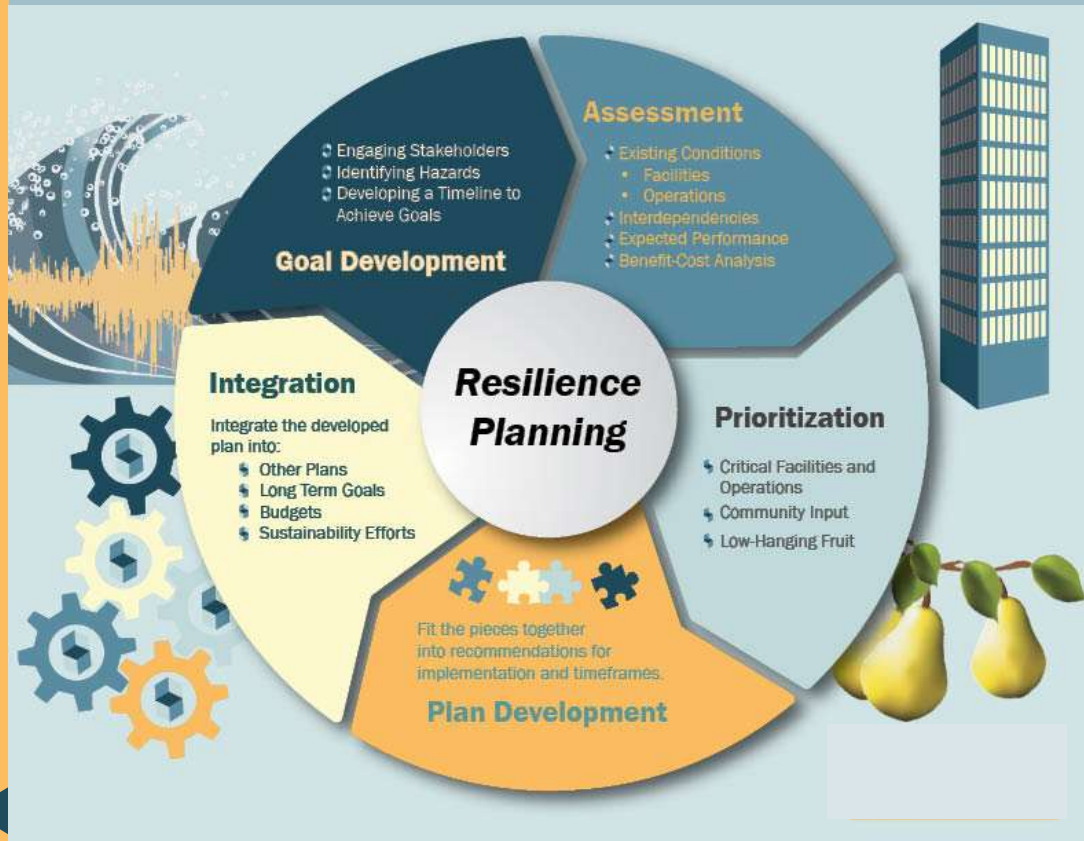 Resilience
Planning
Engaging Stakeholders
Identifying Hazards
Developing a Timeline to
Achieve Goals
Goal Development
Assessment
Existing Conditions
Facilities
Operations
Interdependencies
Expected Performance
Benefit-Cost Analysis
Prioritization
Critical Facilities and
Operations
Community Input
Low-Hanging Fruit
Fit the pieces together
into recommendations for
implementation and timeframes.
Plan Development
Integration
Integrate the developed
plan into:
Other Plans
Long Term Goals
Budgets
Sustainability Efforts